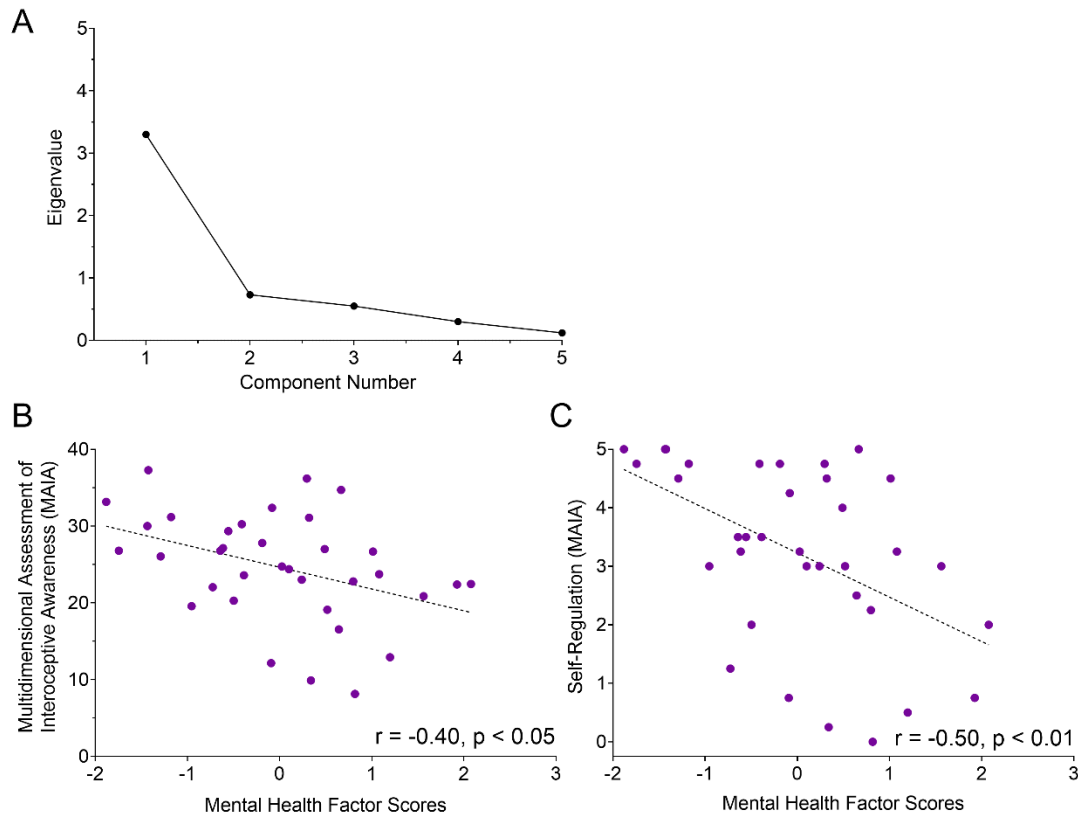 A
5
4
3
2
1
0
Eigenvalue
1 2 3 4 5
Component Number
B
40
30
20
10
0
Multidimensional Assessment of
Interoceptive Awareness (MAIA)
r = -0.40, p < 0.05
-2 -1 0 1 2 3
Mental Health Factor Scores
C
5
4
3
2
1
0
Self-Regulation (MAIA)
r = -0.50, p < 0.01
-2 -1 0 1 2 3
Mental Health Factor Scores